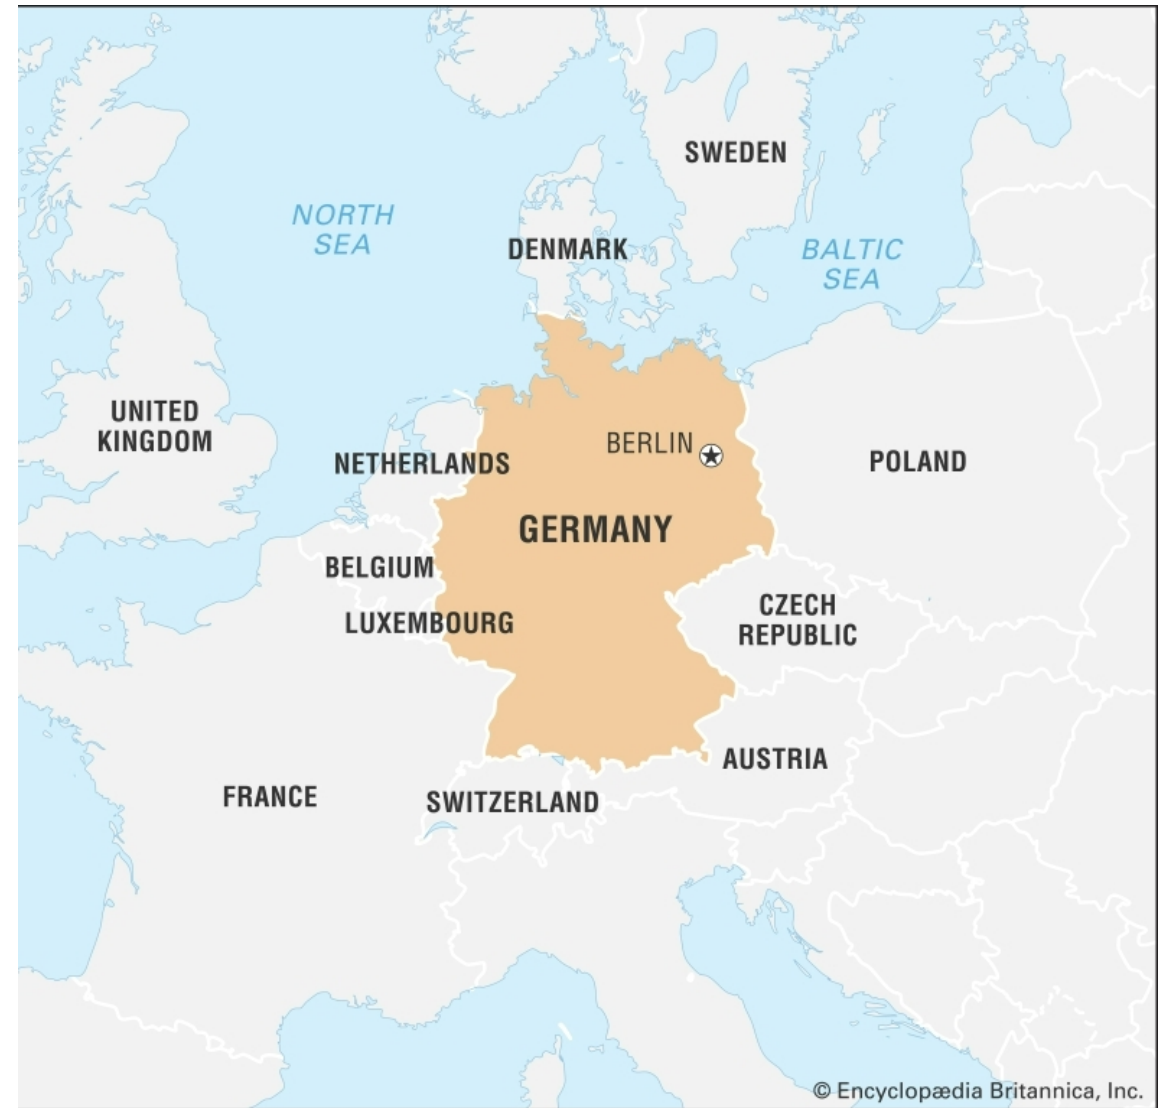 SWEDEN
NORTH
SEA
DENMARK
BALTIC
SEA
UNITED
KINGDOM
BERLIN
NETHERLANDS
POLAND
GERMANY
BELGIUM
CZECH
REPUBLIC
LUXEMBOURG
AUSTRIA
FRANCE
SWITZERLAND
© Encyclopædia Britannica, Inc.